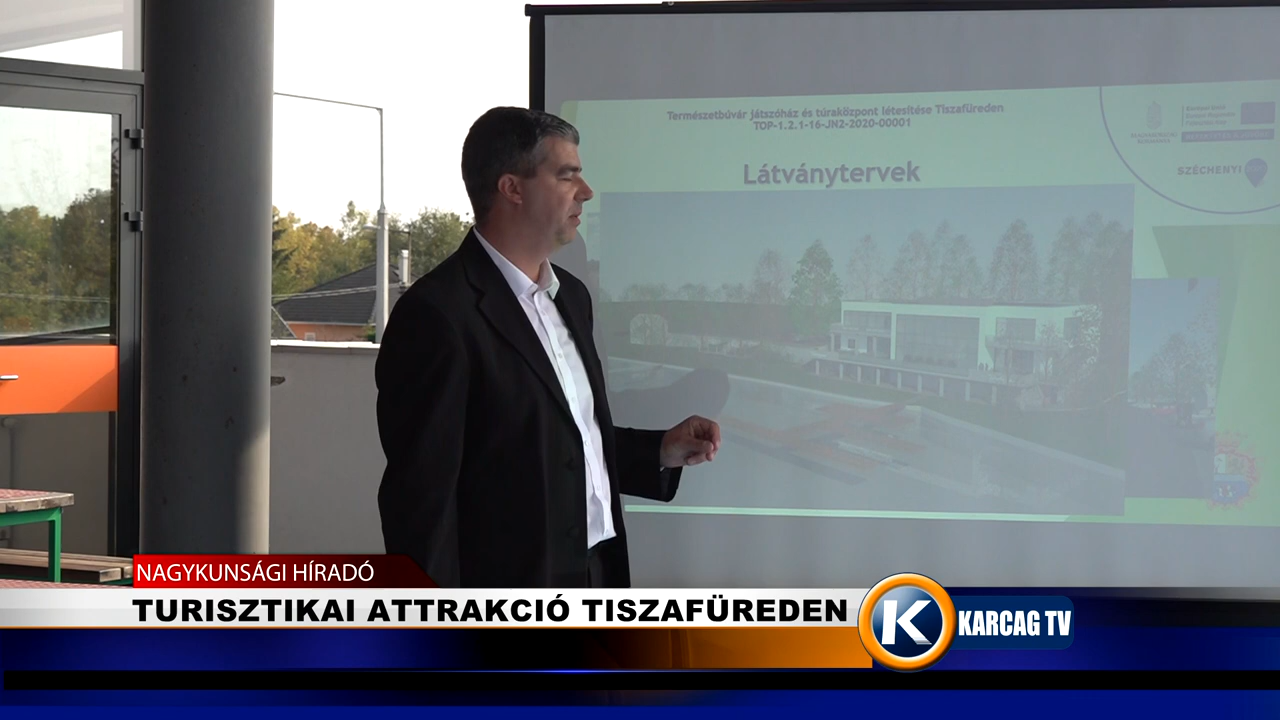 Természetbúvár játszóház és túraközpont létesítése Tiszafüreden
TOP-1.2.1-16-JN2-2020-00001
Látványtervek
SZÉCHENYI
NAGYKUNSÁGI HÍRADÓ
TURISZTIKAI ATTRAKCIÓ TISZAFÜREDEN
K
KARCAG TV